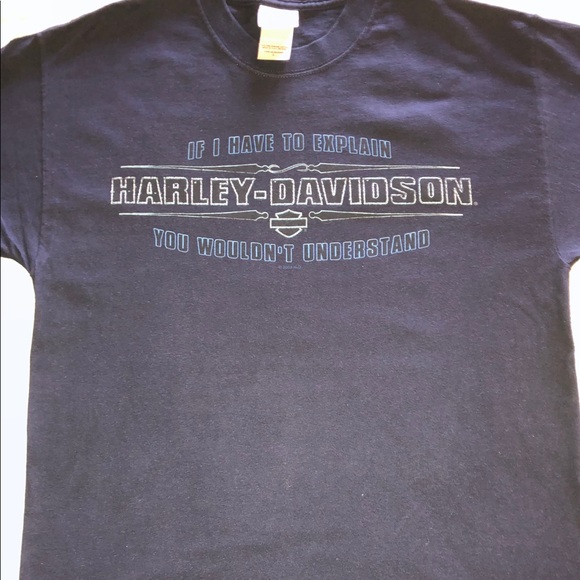 IF I HAVE TO EXPLAIN
HARLEY-DAVIDSON
YOU WOULDN'T UNDERSTAND